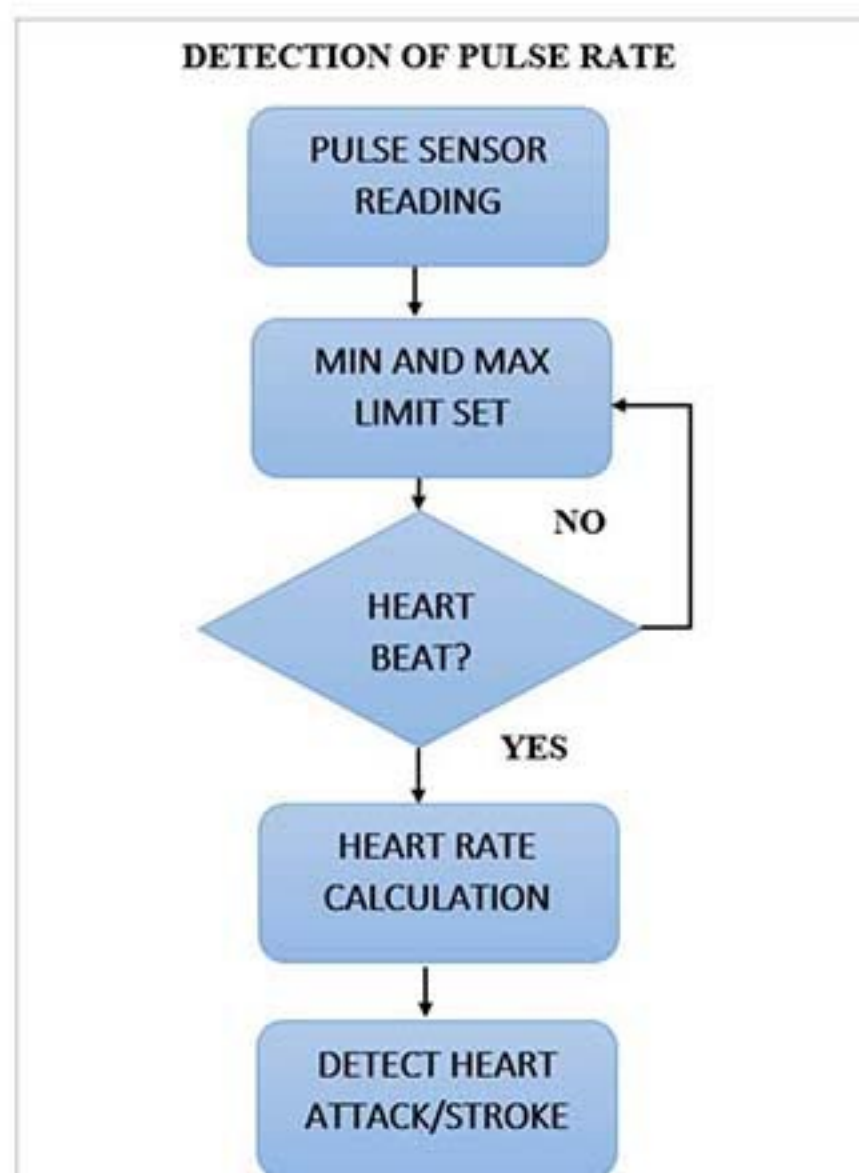 DETECTION OF PULSE RATE
PULSE SENSOR
READING
MIN AND MAX
LIMIT SET
NO
HEART
BEAT?
YES
HEART RATE
CALCULATION
DETECT HEART
ATTACK/STROKE